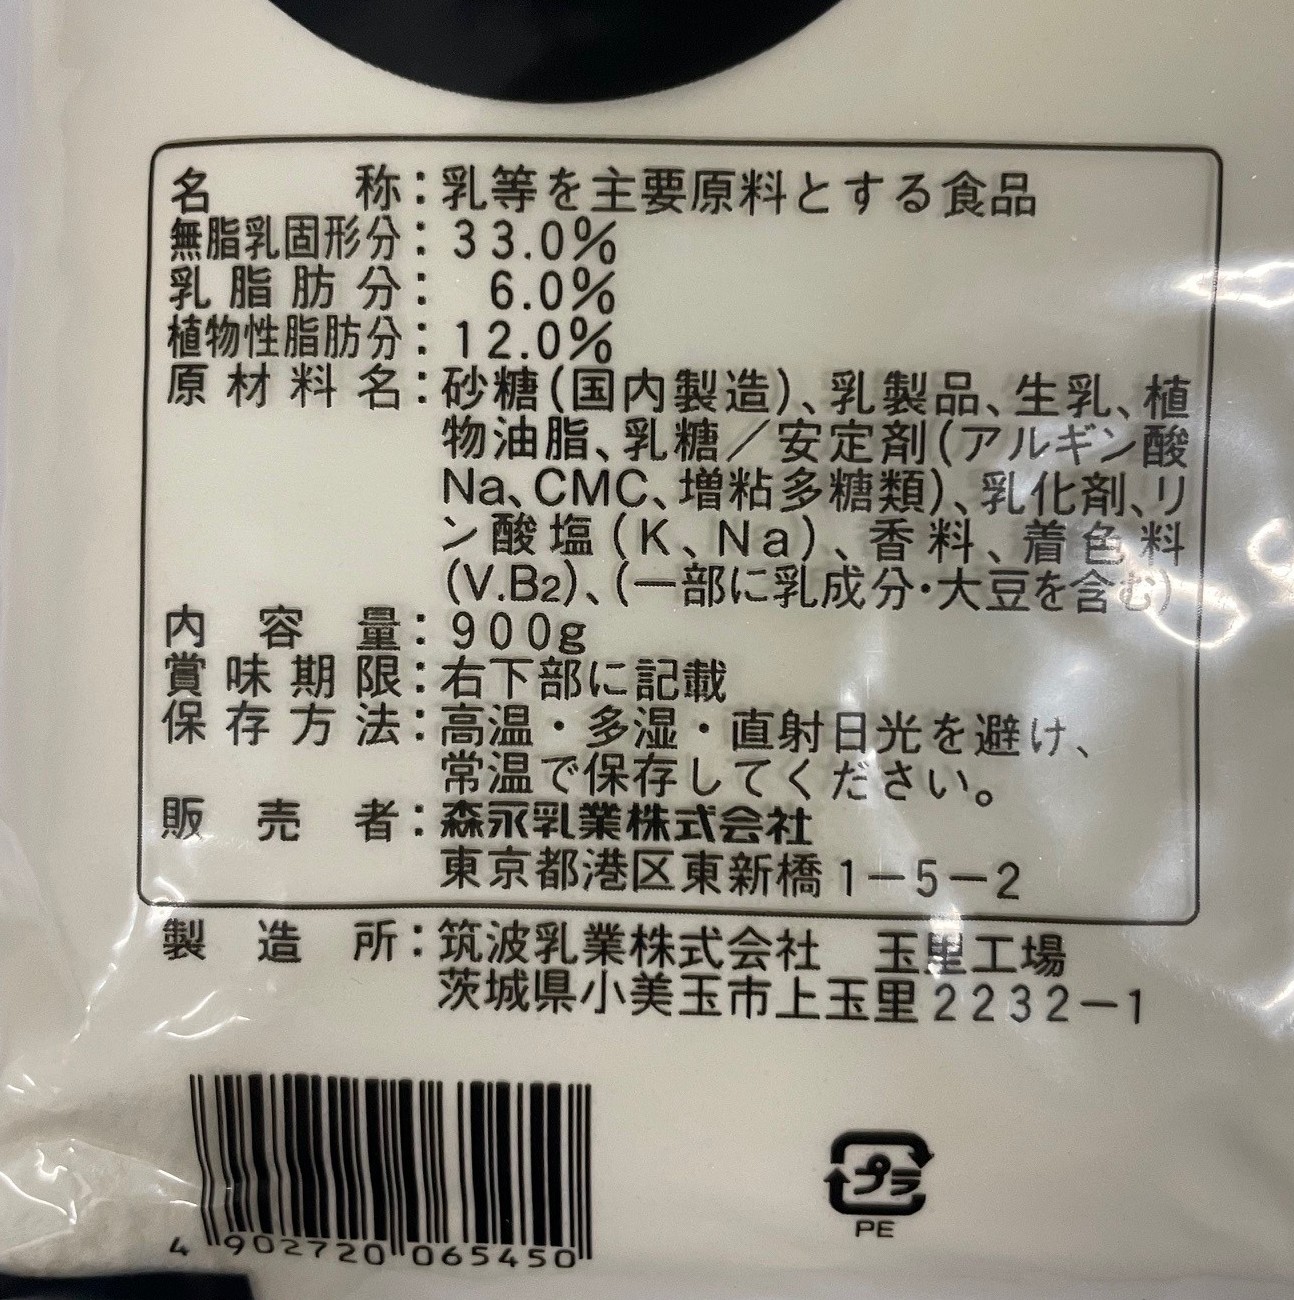 名称：乳等を主要原料とする食品
無脂乳固形分：33.0%
乳脂肪分：6.0%
植物性脂肪分：12.0%
原材料名：砂糖(国内製造)、乳製品、生乳、植
物油脂、乳糖／安定剤(アルギン酸
Na、CMC、増粘多糖類)、乳化剤、リ
ン酸塩(K、Na)、香料、着色料
(V.B2)、(一部に乳成分・大豆を含む)
内容量：900g
賞味期限：右下部に記載
保存方法：高温・多湿・直射日光を避け、
常温で保存してください。
販売者：森永乳業株式会社
東京都港区東新橋1－5－2
製造所：筑波乳業株式会社 玉里工場
茨城県小美玉市上玉里2232－1
4 902720 065450
プラ
PE